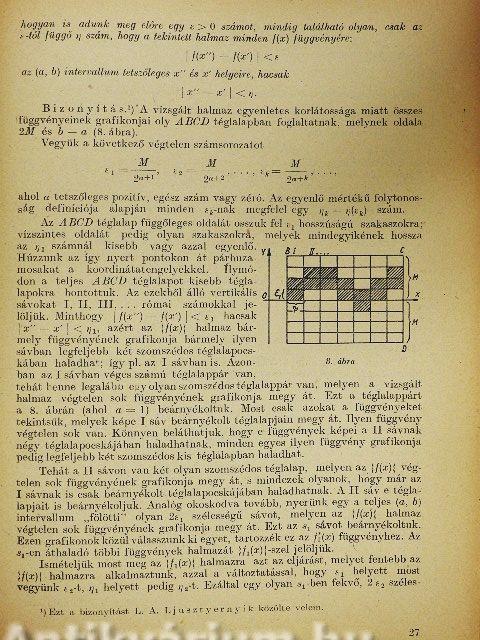 hogyan is adunk meg előre egy ε > 0 számot, mindig található olyan, csak az
ε-tól függő η szám, hogy a tekintett halmaz minden f(x) függvényére:
| f(x″) — f(x′) | < ε
az (a, b) intervallum tetszőleges x″ és x′ helyeire, hacsak
| x″ — x′ | < η.
Bizonyítás.¹) A vizsgált halmaz egyenletes korlátossága miatt összes
függvényeinek grafikonjai oly ABCD téglalapban foglaltatnak, melynek oldala
2M és b — a (8. ábra).
Vegyük a következő végtelen számsorozatot
ε₁ = M/2^(a+1), ε₂ = M/2^(a+2), . . . . , εₖ = M/2^(a+k), . . . .,
ahol a tetszőleges pozitív, egész szám vagy zéró. Az egyenlő mértékű folytonos-
ság definíciója alapján minden εₖ-nak megfelel egy ηₖ = η(εₖ) szám.
Az ABCD téglalap függőleges oldalát osszuk fel ε₁ hosszúságú szakaszokra;
vízszintes oldalát pedig olyan szakaszokra, melyek mindegyikének hossza
az η₁ számnál kisebb vagy azzal egyenlő.
Húzzunk az így nyert pontokon át párhuza-
mosakat a koordinátatengelyekkel. Ilymó-
don a teljes ABCD téglalapot kisebb tégla-
lapokra bontottuk. Az ezekből álló vertikális
sávokat I, II, III, . . . római számokkal je-
löljük. Minthogy | f(x″) — f(x′) | < ε₁ hacsak
| x″ — x′ | < η₁, azért az {f(x)} halmaz bár-
mely függvényének grafikonja bármely ilyen
sávban legfeljebb két szomszédos téglalapocs-
kában haladhat; így pl. az I sávban is. Azon-
ban az I sávban véges számú téglalappár van,
Y
B I II....
C
M
O
x
ε₁
M
D
8. ábra
tehát benne legalább egy olyan szomszédos téglalappár van, melyen a vizsgált
halmaz végtelen sok függvényének grafikonja megy át. Ezt a téglalappárt
a 8. ábrán (ahol a = 1) beárnyékoltuk. Most csak azokat a függvényeket
tekintsük, melyek képe I sáv beárnyékolt téglalapjain megy át. Ilyen függvény
végtelen sok van. Könnyen beláthatjuk, hogy e függvények képei a II sávnak
négy téglalapocskájában haladhatnak, minden egyes ilyen függvény grafikonja
pedig legfeljebb két szomszédos kis téglalapban haladhat.
Tehát a II sávon van két olyan szomszéd téglalap, melyen az {f(x)} vég-
telen sok függvényének grafikonja megy át, s mindezek olyanok, hogy már az
I sávnak is csak beárnyékolt téglalapocskájában haladhatnak. A II sáv e tégla-
lapjait is beárnyékoljuk. Analóg okoskodva tovább, nyerünk egy a teljes (a, b)
intervallum „fölötti” olyan 2ε₁ szélességű sávot, melyen az {f(x)} halmaz
végtelen sok függvényének grafikonja megy át. Ezt az s₁ sávot beárnyékoltuk.
Ezen grafikonok közül válasszunk ki egyet, tartozzék ez az f₁*(x) függvényhez. Az
s₁-en áthaladó többi függvények halmazát {f₁(x)}-szel jelöljük.
Ismételjük most meg az {f₁(x)} halmazra azt az eljárást, melyet fentebb az
{f(x)} halmazra alkalmaztunk, azzal a változtatással, hogy ε₁ helyett most
vegyünk ε₂-t, η₁ helyett pedig η₂-t. Ezáltal egy olyan s₁-ben fekvő, 2 ε₂ széles-
¹) Ezt a bizonyítást L. A. Ljusztyernyik közölte velem.
27